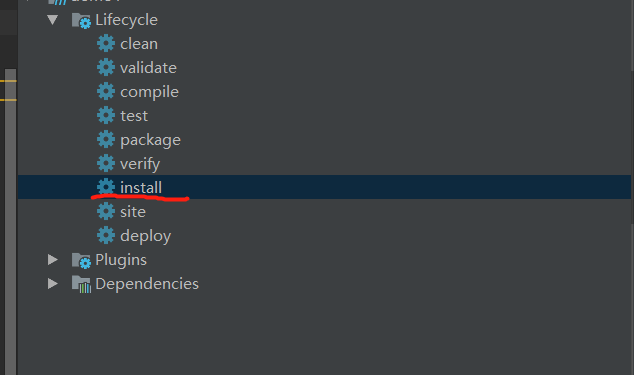 Lifecycle
clean
validate
compile
test
package
verify
install
site
deploy
Plugins
Dependencies